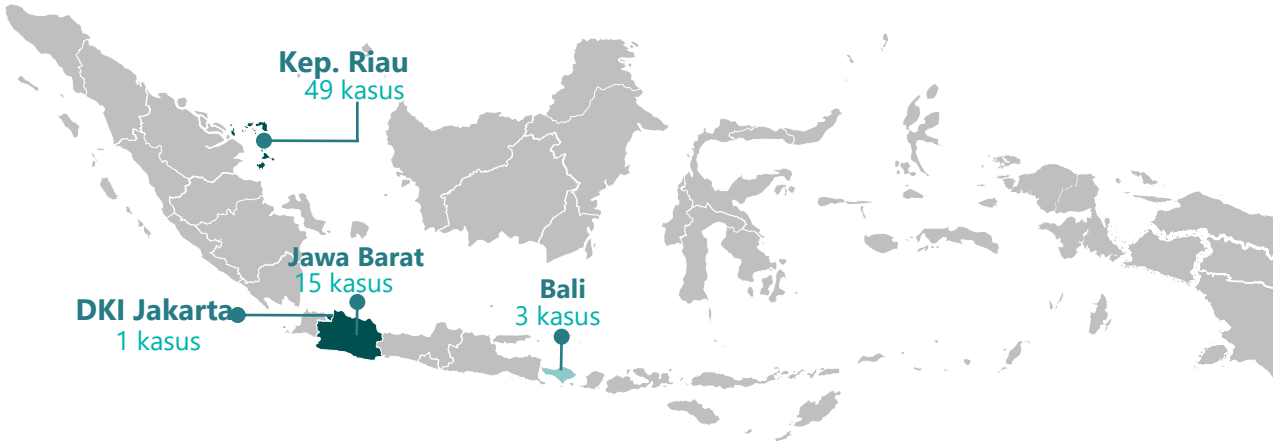 Kep. Riau
49 kasus
Jawa Barat
15 kasus
DKI Jakarta
1 kasus
Bali
3 kasus